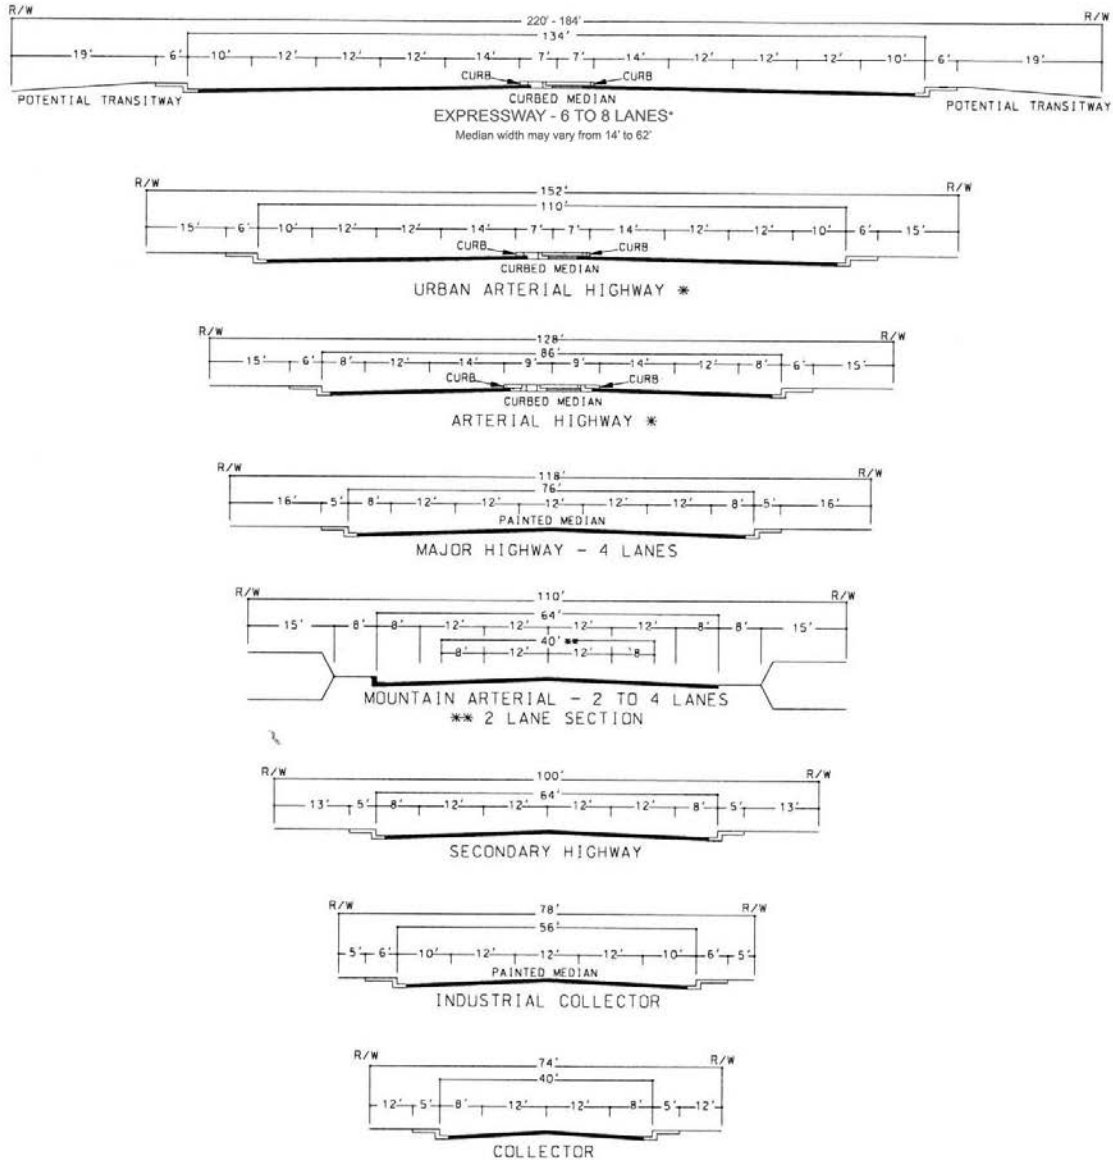 R/W R/W
220' - 184'
134'
19' 6' 10' 12' 12' 12' 14' 7' 7' 14' 12' 12' 12' 10' 6' 19'
CURB CURB
POTENTIAL TRANSITWAY CURBED MEDIAN POTENTIAL TRANSITWAY
EXPRESSWAY - 6 TO 8 LANES*
Median width may vary from 14' to 62'
R/W R/W
152'
110'
15' 6' 10' 12' 12' 14' 7' 7' 14' 12' 12' 10' 6' 15'
CURB CURB
CURBED MEDIAN
URBAN ARTERIAL HIGHWAY *
R/W R/W
128'
86'
15' 6' 8' 12' 14' 9' 9' 14' 12' 8' 6' 15'
CURB CURB
CURBED MEDIAN
ARTERIAL HIGHWAY *
R/W R/W
118'
76'
16' 5' 8' 12' 12' 12' 12' 12' 8' 5' 16'
PAINTED MEDIAN
MAJOR HIGHWAY - 4 LANES
R/W R/W
110'
64'
15' 8' 8' 12' 12' 12' 12' 8' 8' 15'
40' **
8' 12' 12' '8
MOUNTAIN ARTERIAL - 2 TO 4 LANES
** 2 LANE SECTION
R/W R/W
100'
64'
13' 5' 8' 12' 12' 12' 12' 8' 5' 13'
SECONDARY HIGHWAY
R/W R/W
78'
56'
5' 6' 10' 12' 12' 12' 10' 6' 5'
PAINTED MEDIAN
INDUSTRIAL COLLECTOR
R/W R/W
74'
40'
12' 5' 8' 12' 12' 8' 5' 12'
COLLECTOR